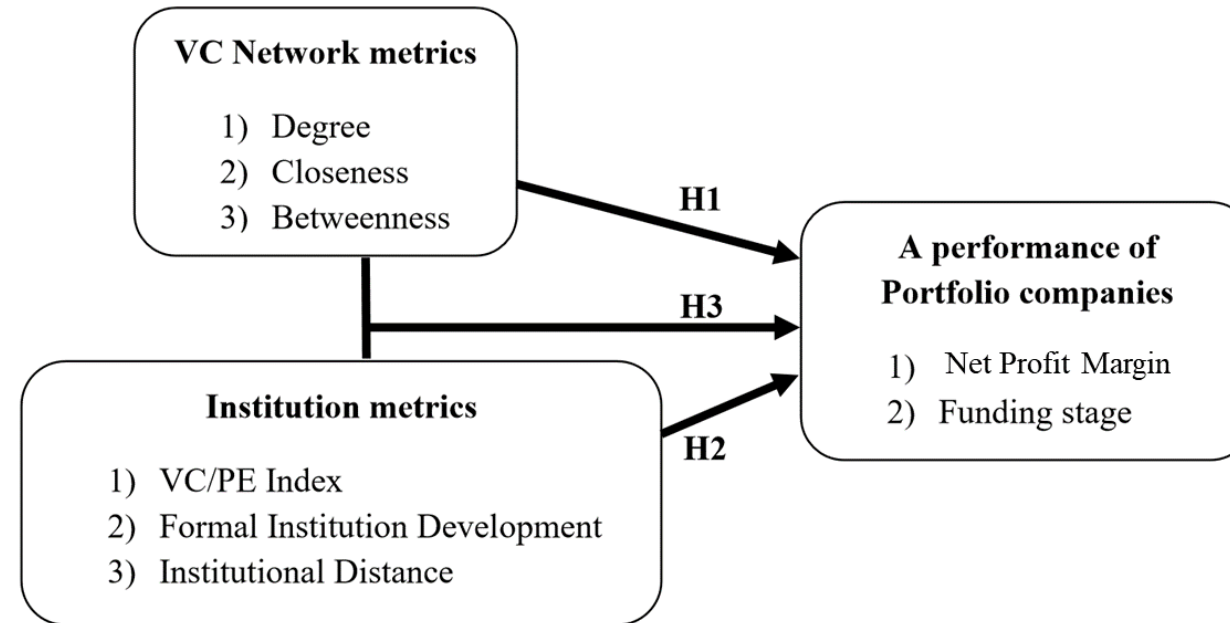 VC Network metrics
1) Degree
2) Closeness
3) Betweenness
H1
A performance of
Portfolio companies
1) Net Profit Margin
2) Funding stage
H3
H2
Institution metrics
1) VC/PE Index
2) Formal Institution Development
3) Institutional Distance